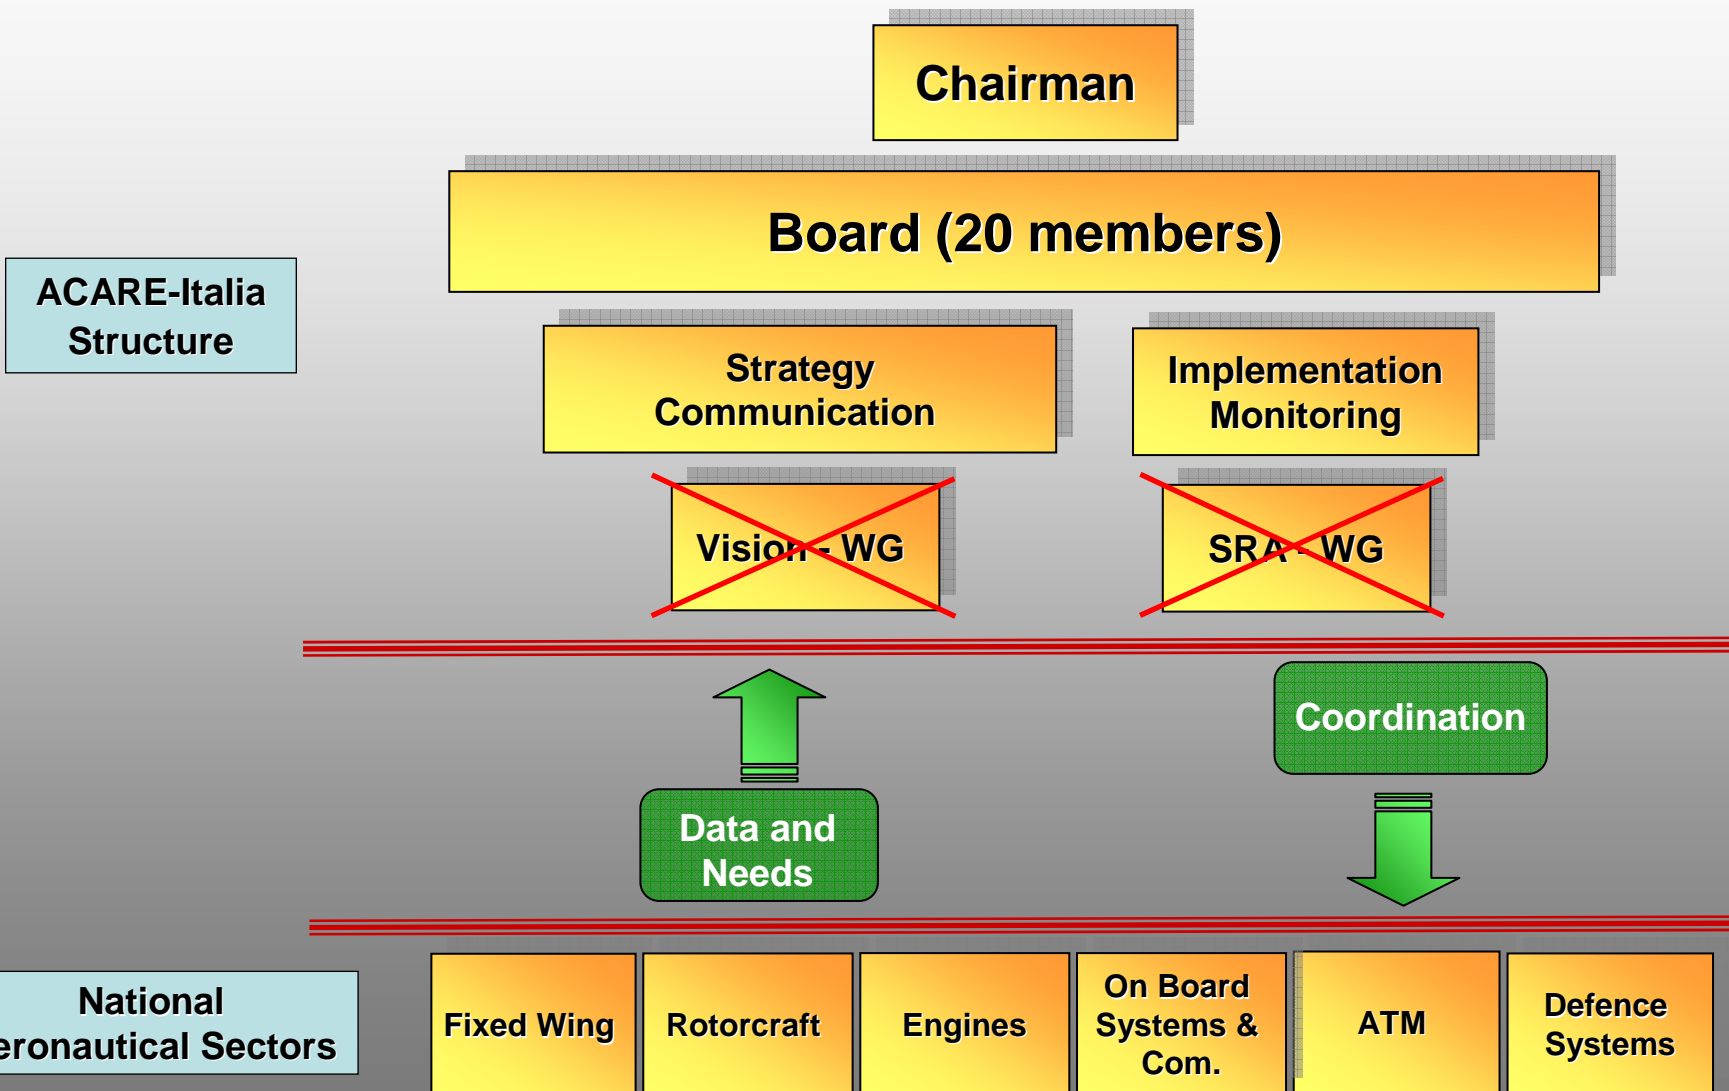 Chairman
Board (20 members)
ACARE-Italia
Structure
Strategy
Communication
Implementation
Monitoring
Vision - WG
SRA - WG
Coordination
Data and
Needs
National
eronautical Sectors
Fixed Wing
Rotorcraft
Engines
On Board
Systems &
Com.
ATM
Defence
Systems